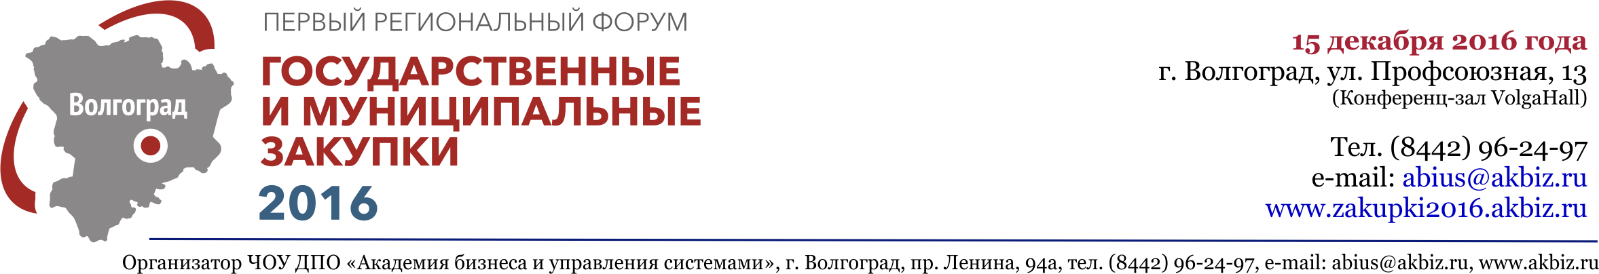 ПЕРВЫЙ РЕГИОНАЛЬНЫЙ ФОРУМ
ГОСУДАРСТВЕННЫЕ
И МУНИЦИПАЛЬНЫЕ
ЗАКУПКИ
2016
Волгоград
15 декабря 2016 года
г. Волгоград, ул. Профсоюзная, 13
(Конференц-зал VolgaHall)
Тел. (8442) 96-24-97
e-mail: abius@akbiz.ru
www.zakupki2016.akbiz.ru
Организатор ЧОУ ДПО «Академия бизнеса и управления системами», г. Волгоград, пр. Ленина, 94а, тел. (8442) 96-24-97, e-mail: abius@akbiz.ru, www.akbiz.ru